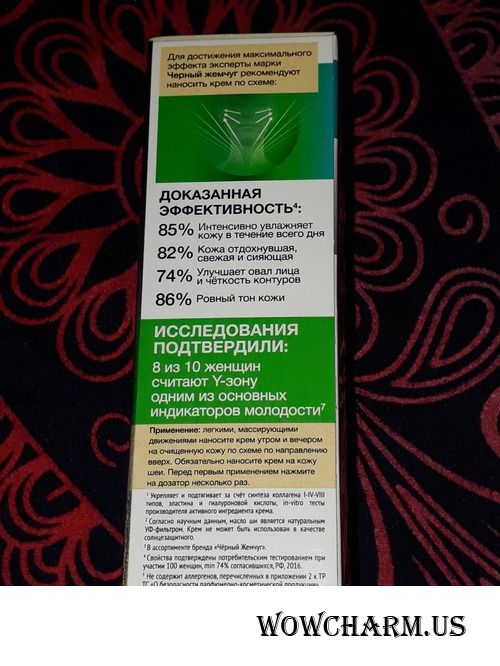 Для достижения максимального
эффекта эксперты марки
Черный жемчуг рекомендуют
наносить крем по схеме:
ДОКАЗАННАЯ
ЭФФЕКТИВНОСТЬ⁴:
85% Интенсивно увлажняет
кожу в течение всего дня
82% Кожа отдохнувшая,
свежая и сияющая
74% Улучшает овал лица
и чёткость контуров
86% Ровный тон кожи
ИССЛЕДОВАНИЯ
ПОДТВЕРДИЛИ:
8 из 10 женщин
считают Y-зону
одним из основных
индикаторов молодости⁷
Применение: легкими, массирующими
движениями наносите крем утром и вечером
на очищенную кожу по схеме по направлению
вверх. Обязательно наносите крем на кожу
шеи. Перед первым применением нажмите
на дозатор несколько раз.
¹ Укрепляет и подтягивает за счёт синтеза коллагена I-IV-VIII
типов, эластина и гиалуроновой кислоты, in-vitro тесты
производителя активного ингредиента крема.
² Согласно научным данным, масло ши является натуральным
УФ-фильтром. Крем не может быть использован в качестве
солнцезащитного.
³ В ассортименте бренда «Чёрный Жемчуг».
⁴ Свойства подтверждены потребительским тестированием при
участии 100 женщин, min 74% согласившихся, РФ, 2016.
⁵ Не содержит аллергенов, перечисленных в приложении 2 к ТР
ТС «О безопасности парфюмерно-косметической продукции».
WOWCHARM.US